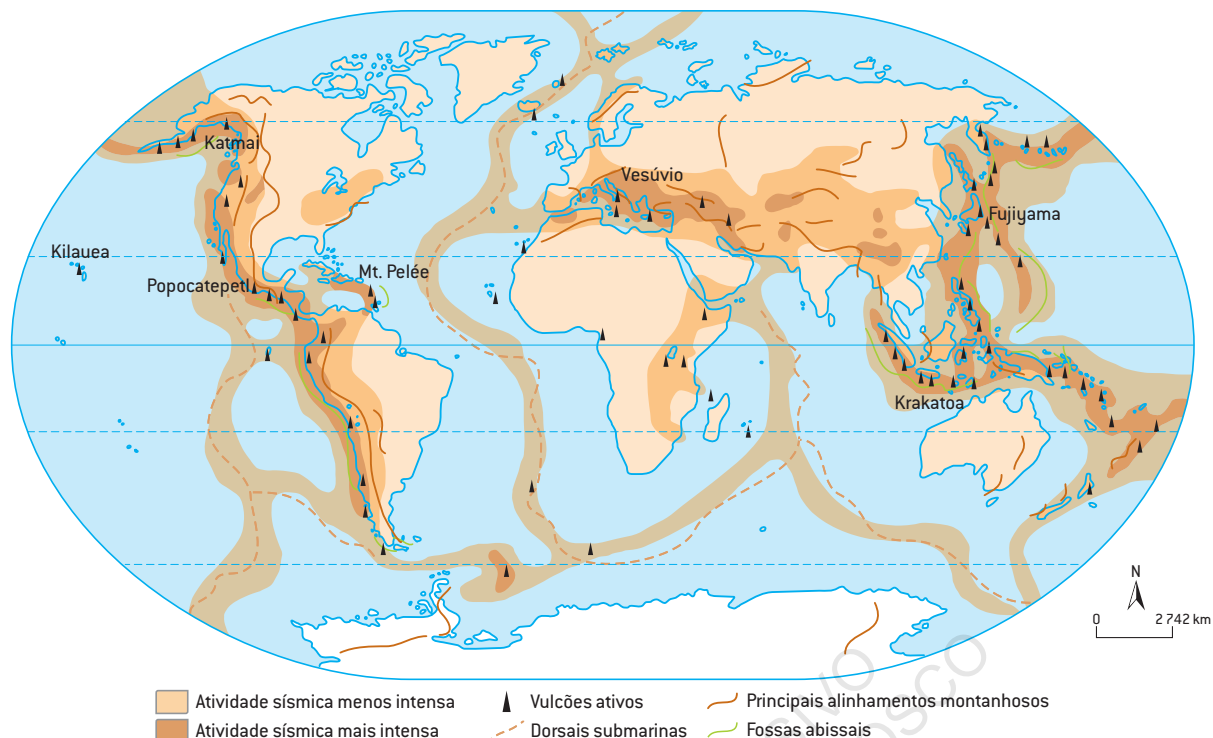 Katmai
Vesúvio
Fujiyama
Kilauea
Mt. Pelée
Popocatepetl
Krakatoa
N
0 2 742 km
Atividade sísmica menos intensa
Vulcões ativos
Principais alinhamentos montanhosos
Atividade sísmica mais intensa
Dorsais submarinas
Fossas abissais